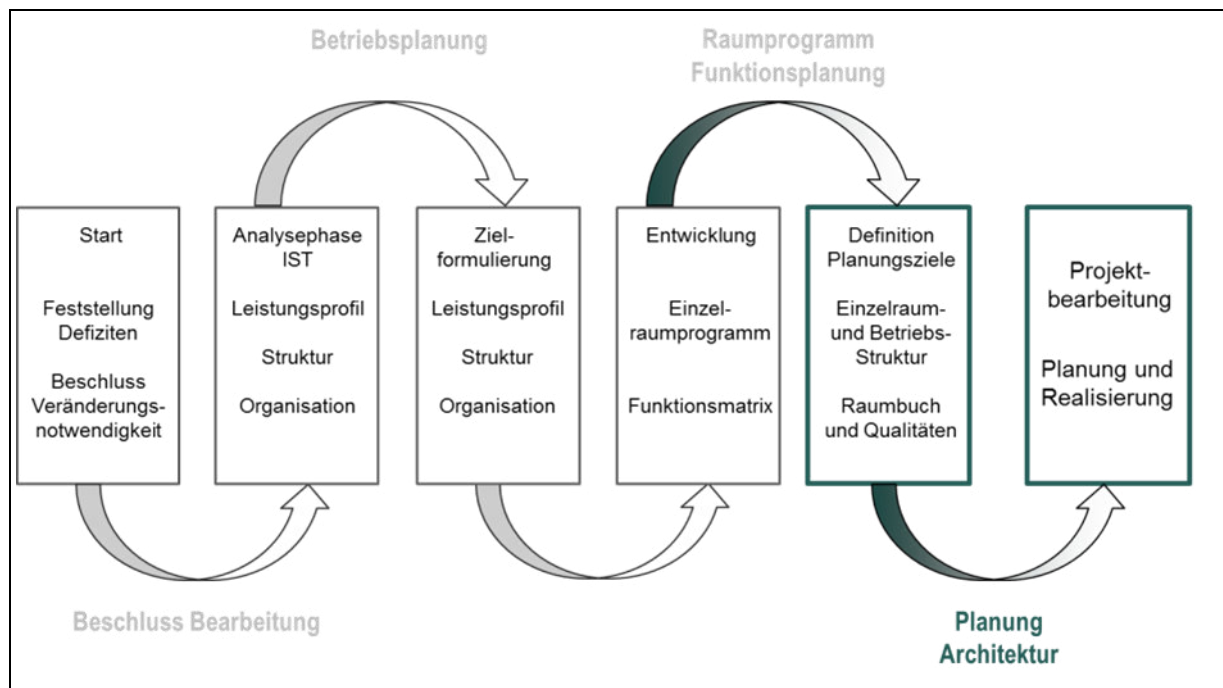 Betriebsplanung
Raumprogramm
Funktionsplanung
Start
Feststellung
Defiziten
Beschluss
Veränderungs-
notwendigkeit
Analysephase
IST
Leistungsprofil
Struktur
Organisation
Ziel-
formulierung
Leistungsprofil
Struktur
Organisation
Entwicklung
Einzel-
raumprogramm
Funktionsmatrix
Definition
Planungsziele
Einzelraum-
und Betriebs-
Struktur
Raumbuch
und Qualitäten
Projekt-
bearbeitung
Planung und
Realisierung
Beschluss Bearbeitung
Planung
Architektur